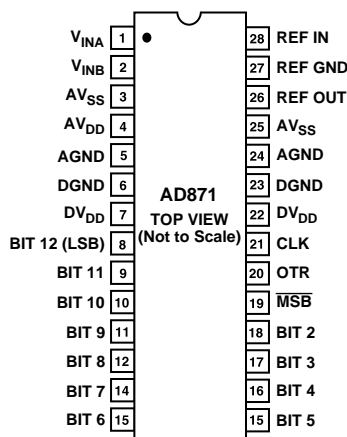 V_INA 1 28 REF IN
V_INB 2 27 REF GND
AV_SS 3 26 REF OUT
AV_DD 4 25 AV_SS
AGND 5 24 AGND
DGND 6 23 DGND
AD871
DV_DD 7 22 DV_DD
TOP VIEW
(Not to Scale)
BIT 12 (LSB) 8 21 CLK
BIT 11 9 20 OTR
BIT 10 10 19 M̅S̅B̅
BIT 9 11 18 BIT 2
BIT 8 12 17 BIT 3
BIT 7 14 16 BIT 4
BIT 6 15 15 BIT 5